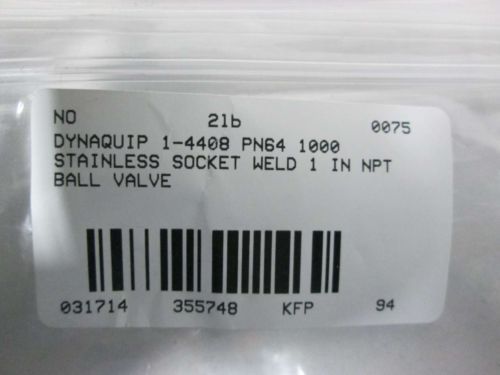 NO 2lb 0075
DYNAQUIP 1-4408 PN64 1000
STAINLESS SOCKET WELD 1 IN NPT
BALL VALVE
031714 355748 KFP 94